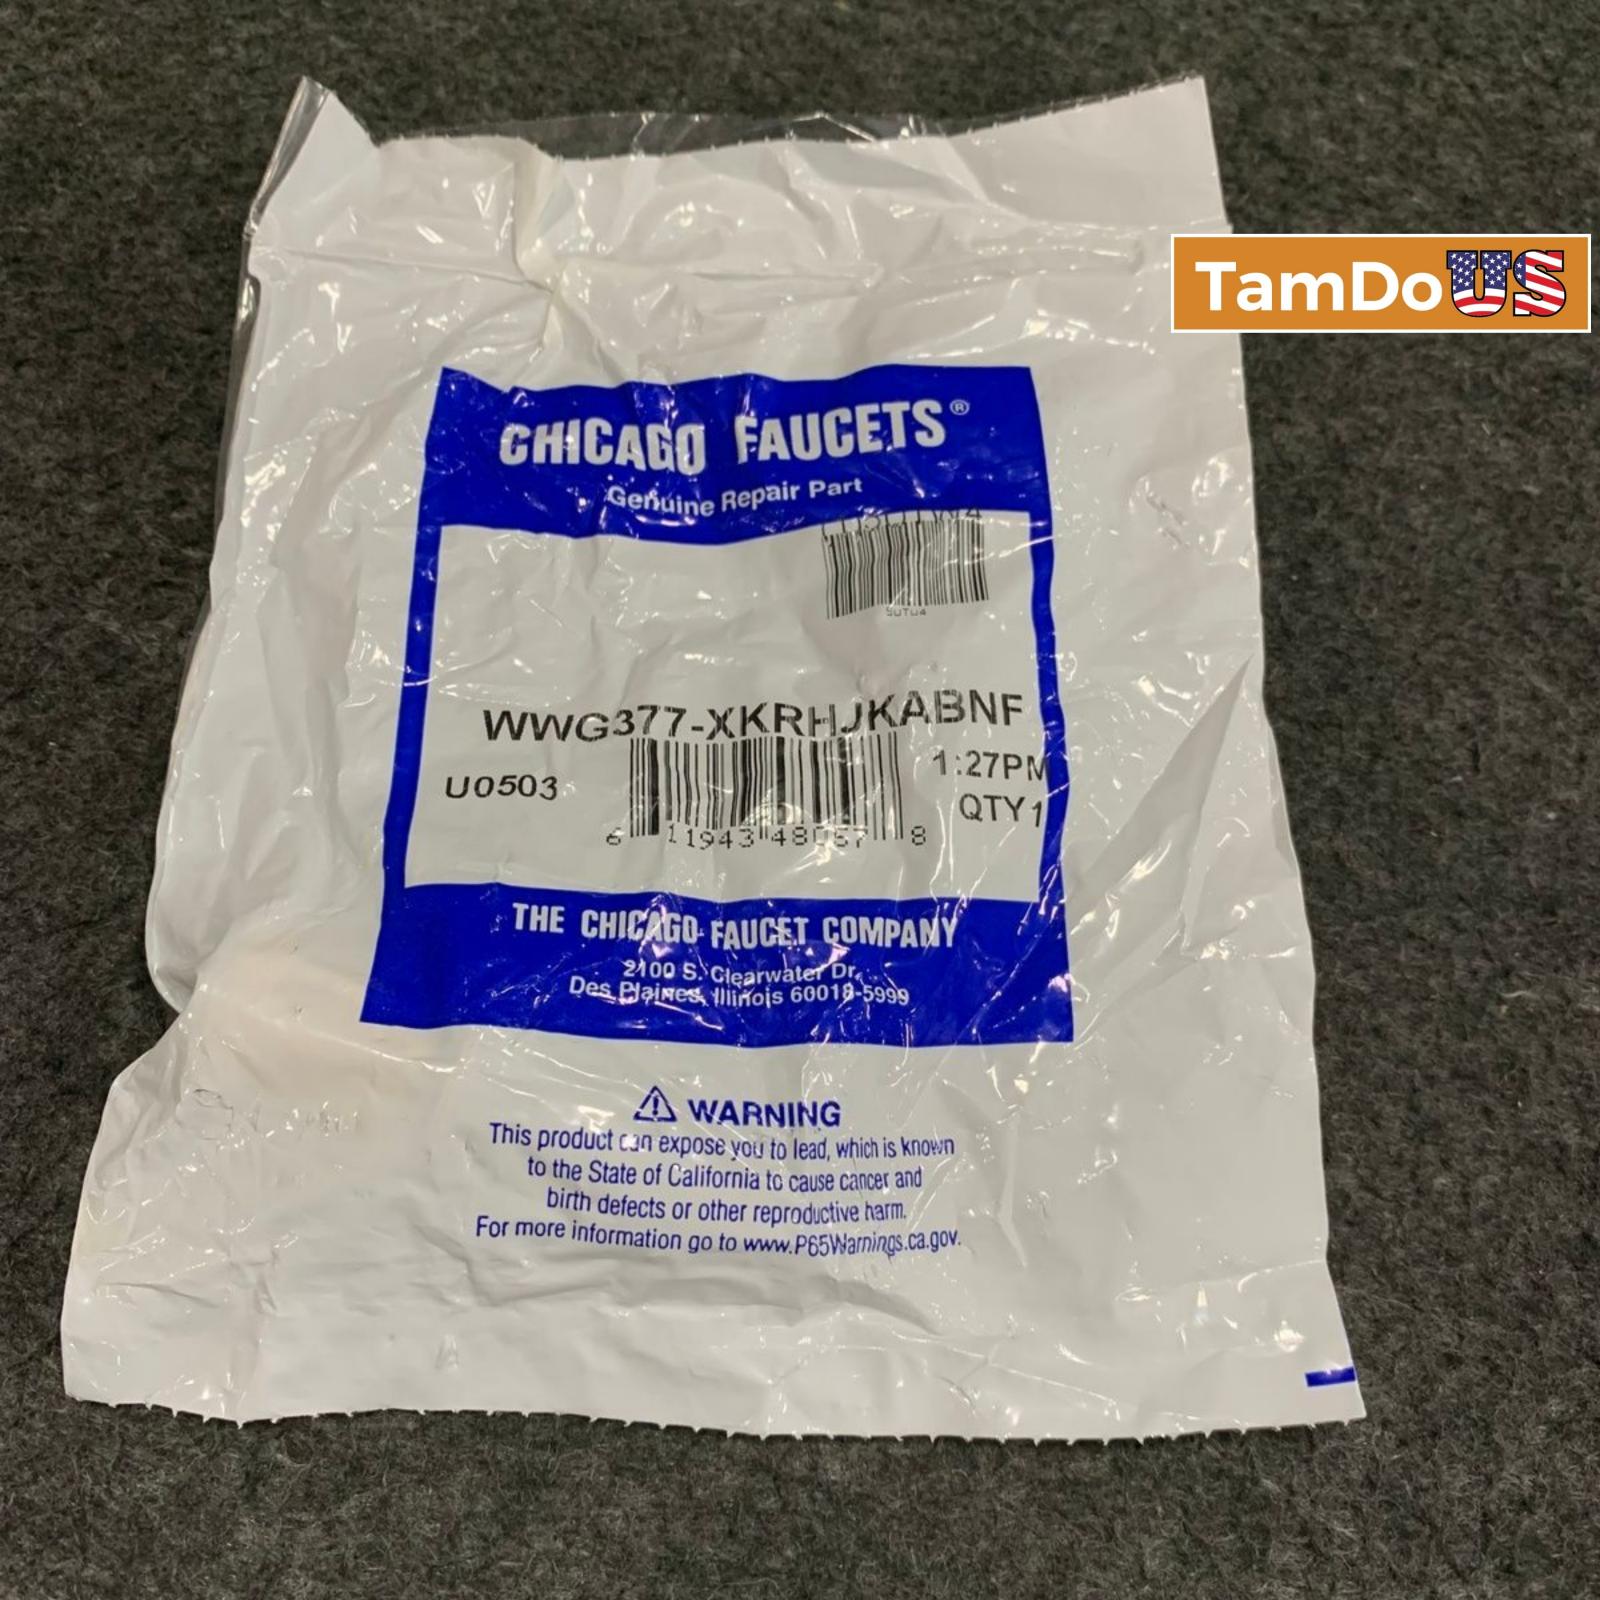 TamDoUS
CHICAGO FAUCETS®
Genuine Repair Part
5UTU4
WWG377-XKRHJKABNF
U0503
1:27PM
QTY 1
6 11943 48057 8
THE CHICAGO FAUCET COMPANY
2100 S. Clearwater Dr.
Des Plaines, Illinois 60018-5999
WARNING
This product can expose you to lead, which is known
to the State of California to cause cancer and
birth defects or other reproductive harm.
For more information go to www.P65Warnings.ca.gov.